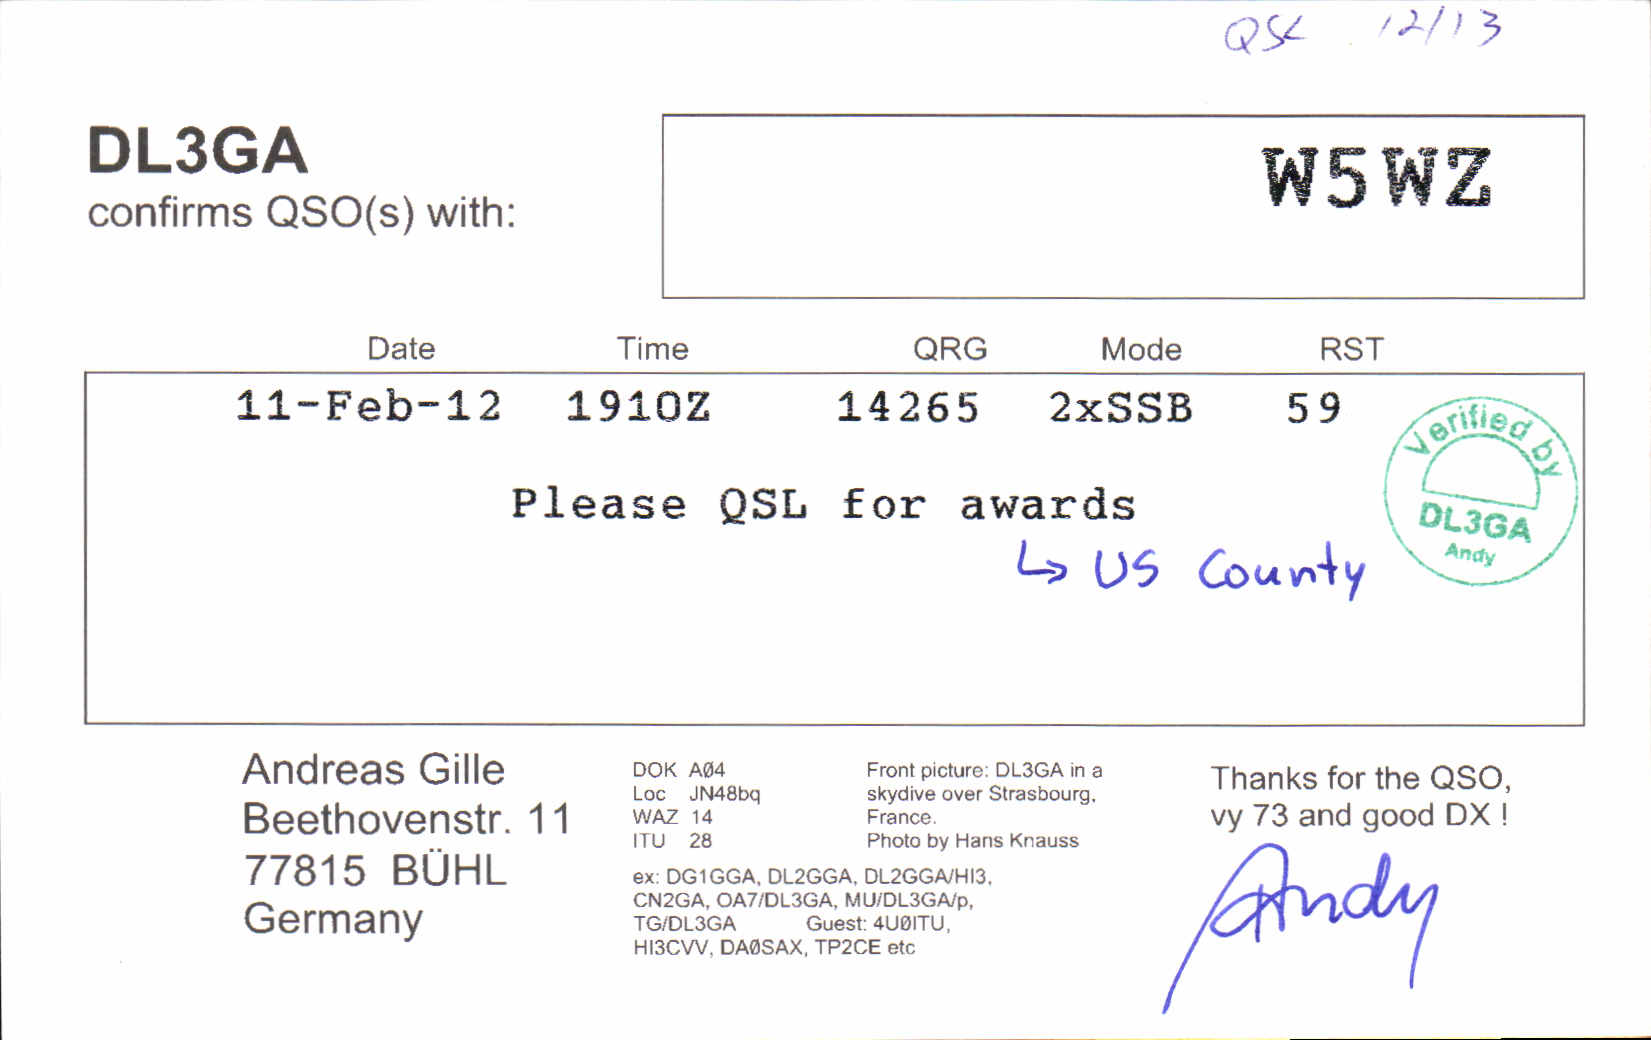 QSL 12/13
DL3GA
confirms QSO(s) with:
W5WZ
Date Time QRG Mode RST
11-Feb-12 1910Z 14265 2xSSB 59
Verified by
DL3GA
Andy
Please QSL for awards
↳ US County
Andreas Gille
Beethovenstr. 11
77815 BÜHL
Germany
DOK AØ4
Loc JN48bq
WAZ 14
ITU 28
Front picture: DL3GA in a
skydive over Strasbourg,
France.
Photo by Hans Knauss
ex: DG1GGA, DL2GGA, DL2GGA/HI3,
CN2GA, OA7/DL3GA, MU/DL3GA/p,
TG/DL3GA Guest: 4UØITU,
HI3CVV, DAØSAX, TP2CE etc
Thanks for the QSO,
vy 73 and good DX !
Andy